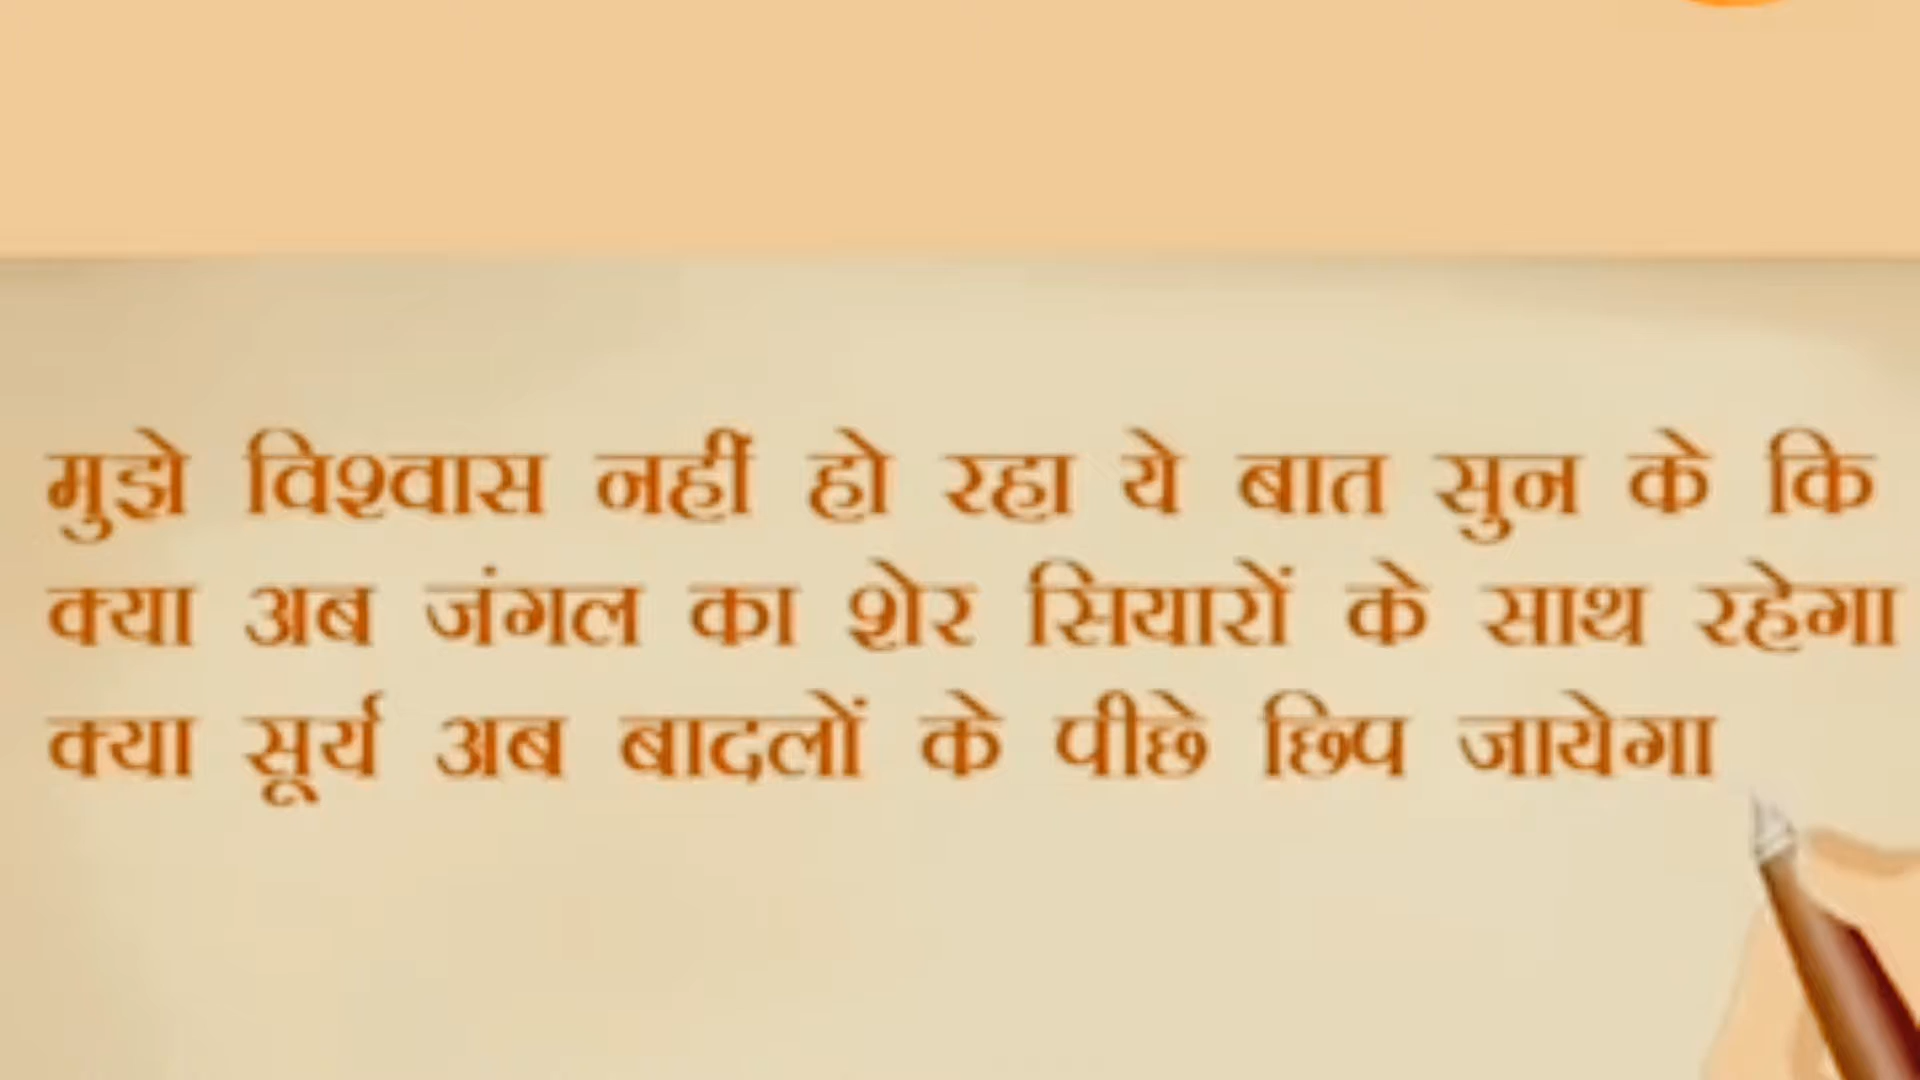 मुझे विश्वास नहीं हो रहा ये बात सुन के कि
क्या अब जंगल का शेर सियारों के साथ रहेगा
क्या सूर्य अब बादलों के पीछे छिप जायेगा